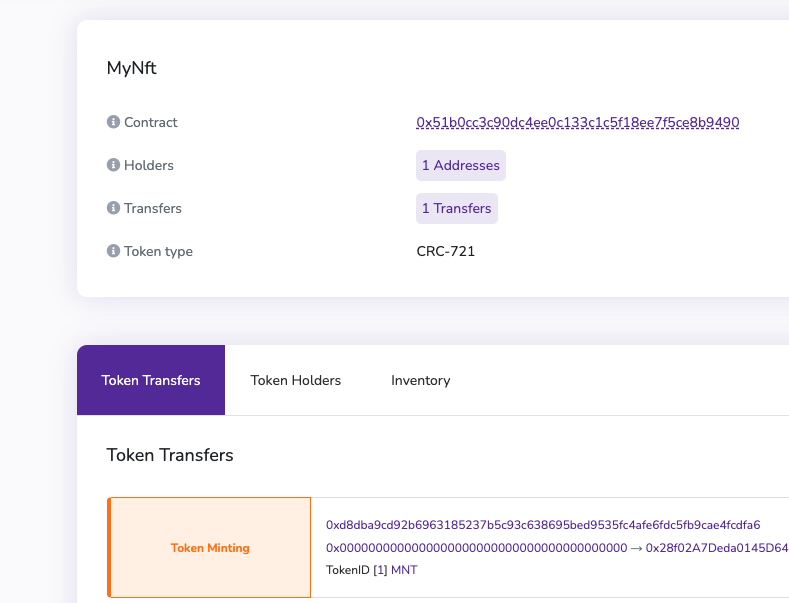 MyNft
Contract 0x51b0cc3c90dc4ee0c133c1c5f18ee7f5ce8b9490
Holders 1 Addresses
Transfers 1 Transfers
Token type CRC-721
Token Transfers Token Holders Inventory
Token Transfers
Token Minting
0xd8dba9cd92b6963185237b5c93c638695bed9535fc4afe6fdc5fb9cae4fcdfa6
0x0000000000000000000000000000000000000000 → 0x28f02A7Deda0145D64
TokenID [1] MNT